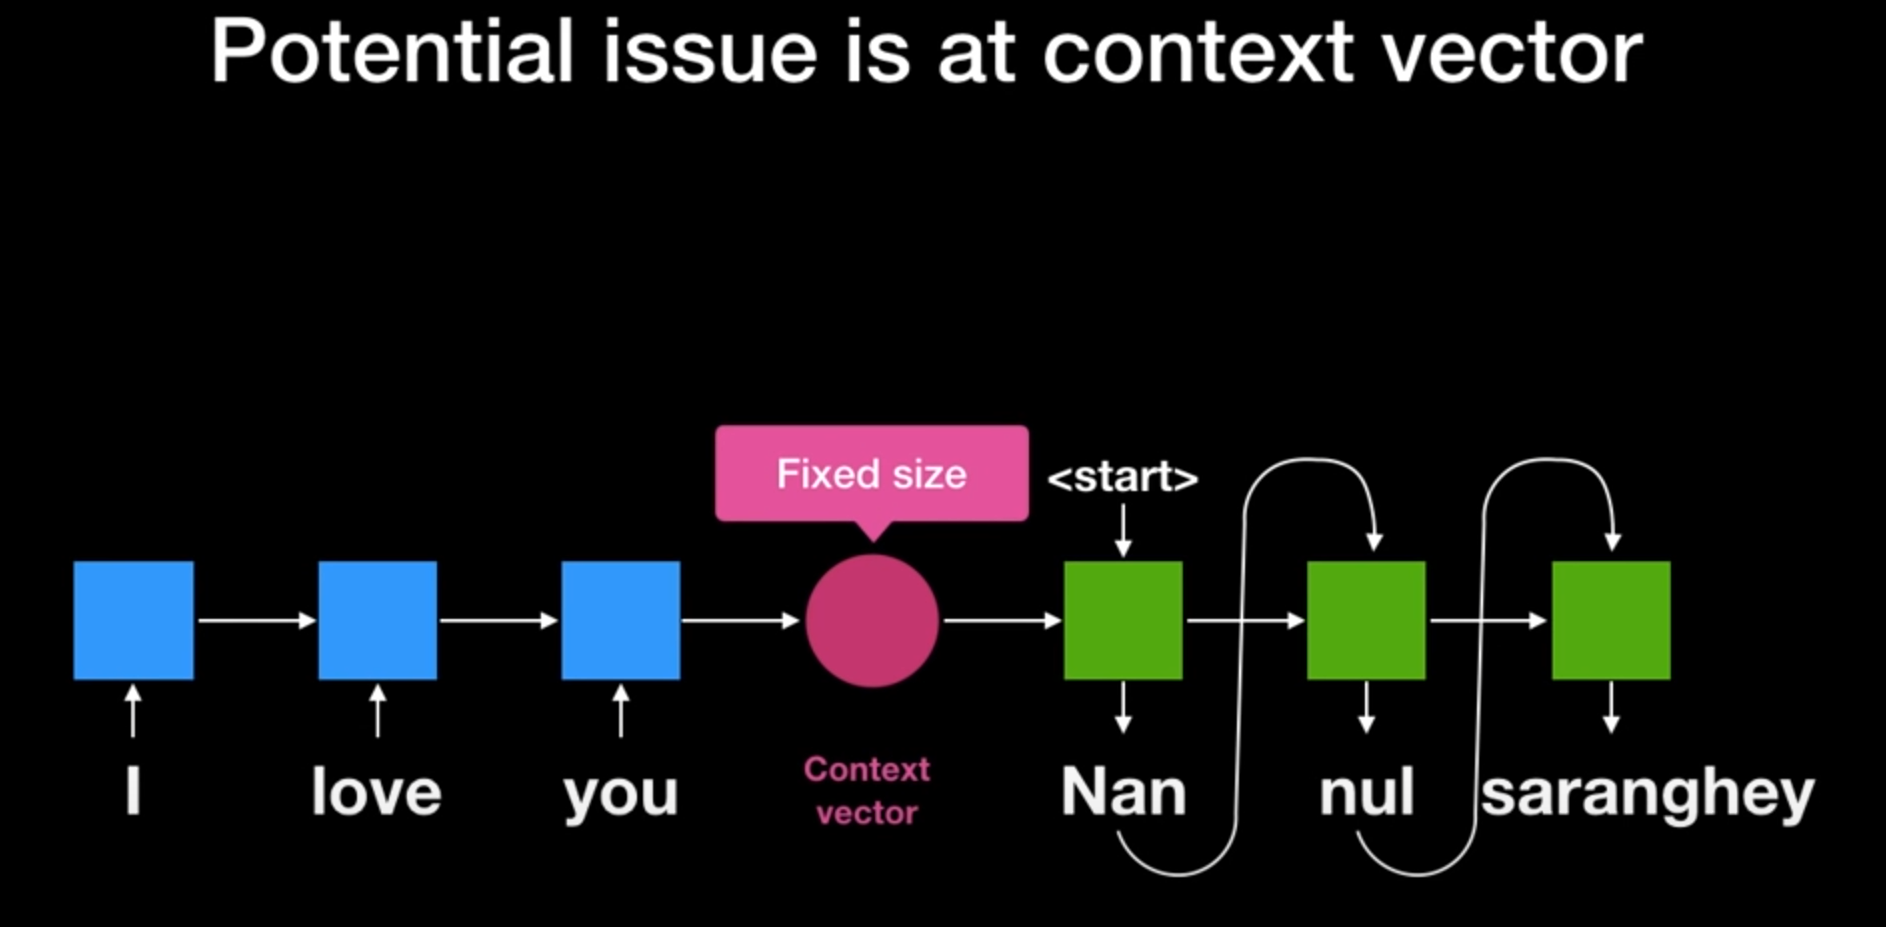 Potential issue is at context vector
Fixed size
<start>
I love you
Context
vector
Nan nul saranghey